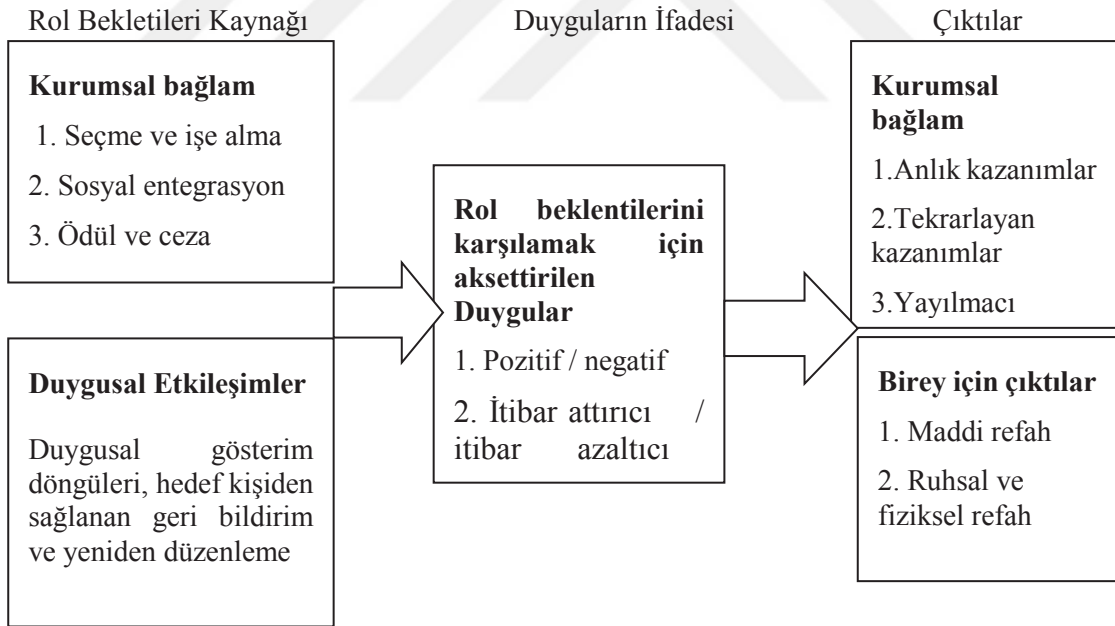 Rol Bekletileri Kaynağı
Duyguların İfadesi
Çıktılar
Kurumsal bağlam
1. Seçme ve işe alma
2. Sosyal entegrasyon
3. Ödül ve ceza
Duygusal Etkileşimler
Duygusal gösterim
döngüleri, hedef kişiden
sağlanan geri bildirim
ve yeniden düzenleme
Rol beklentilerini
karşılamak için
aksettirilen
Duygular
1. Pozitif / negatif
2. İtibar attırıcı /
itibar azaltıcı
Kurumsal
bağlam
1.Anlık kazanımlar
2.Tekrarlayan
kazanımlar
3.Yayılmacı
Birey için çıktılar
1. Maddi refah
2. Ruhsal ve
fiziksel refah